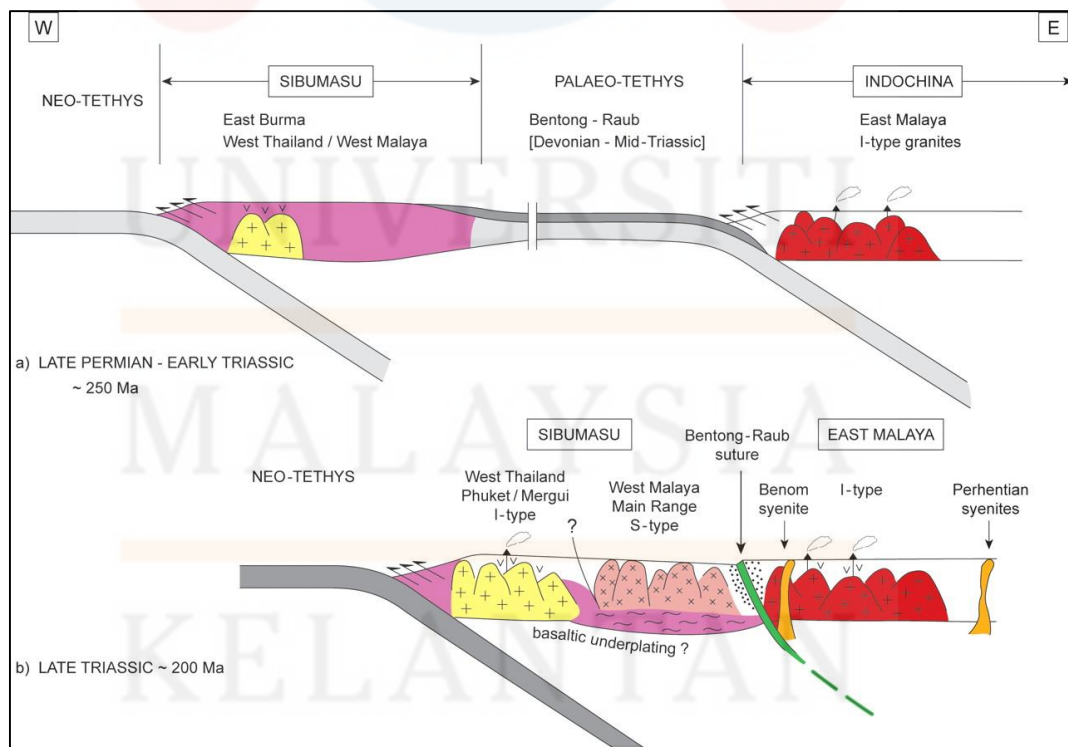 W
E
SIBUMASU
PALAEO-TETHYS
INDOCHINA
NEO-TETHYS
East Burma
West Thailand / West Malaya
Bentong - Raub
[Devonian - Mid-Triassic]
East Malaya
I-type granites
UNIVERSITI
a) LATE PERMIAN - EARLY TRIASSIC
~ 250 Ma
MALAYSIA
SIBUMASU
Bentong-Raub
suture
EAST MALAYA
NEO-TETHYS
West Thailand
Phuket / Mergui
I-type
?
West Malaya
Main Range
S-type
Benom
syenite
I-type
Perhentian
syenites
basaltic underplating ?
b) LATE TRIASSIC ~ 200 Ma
KELANTAN